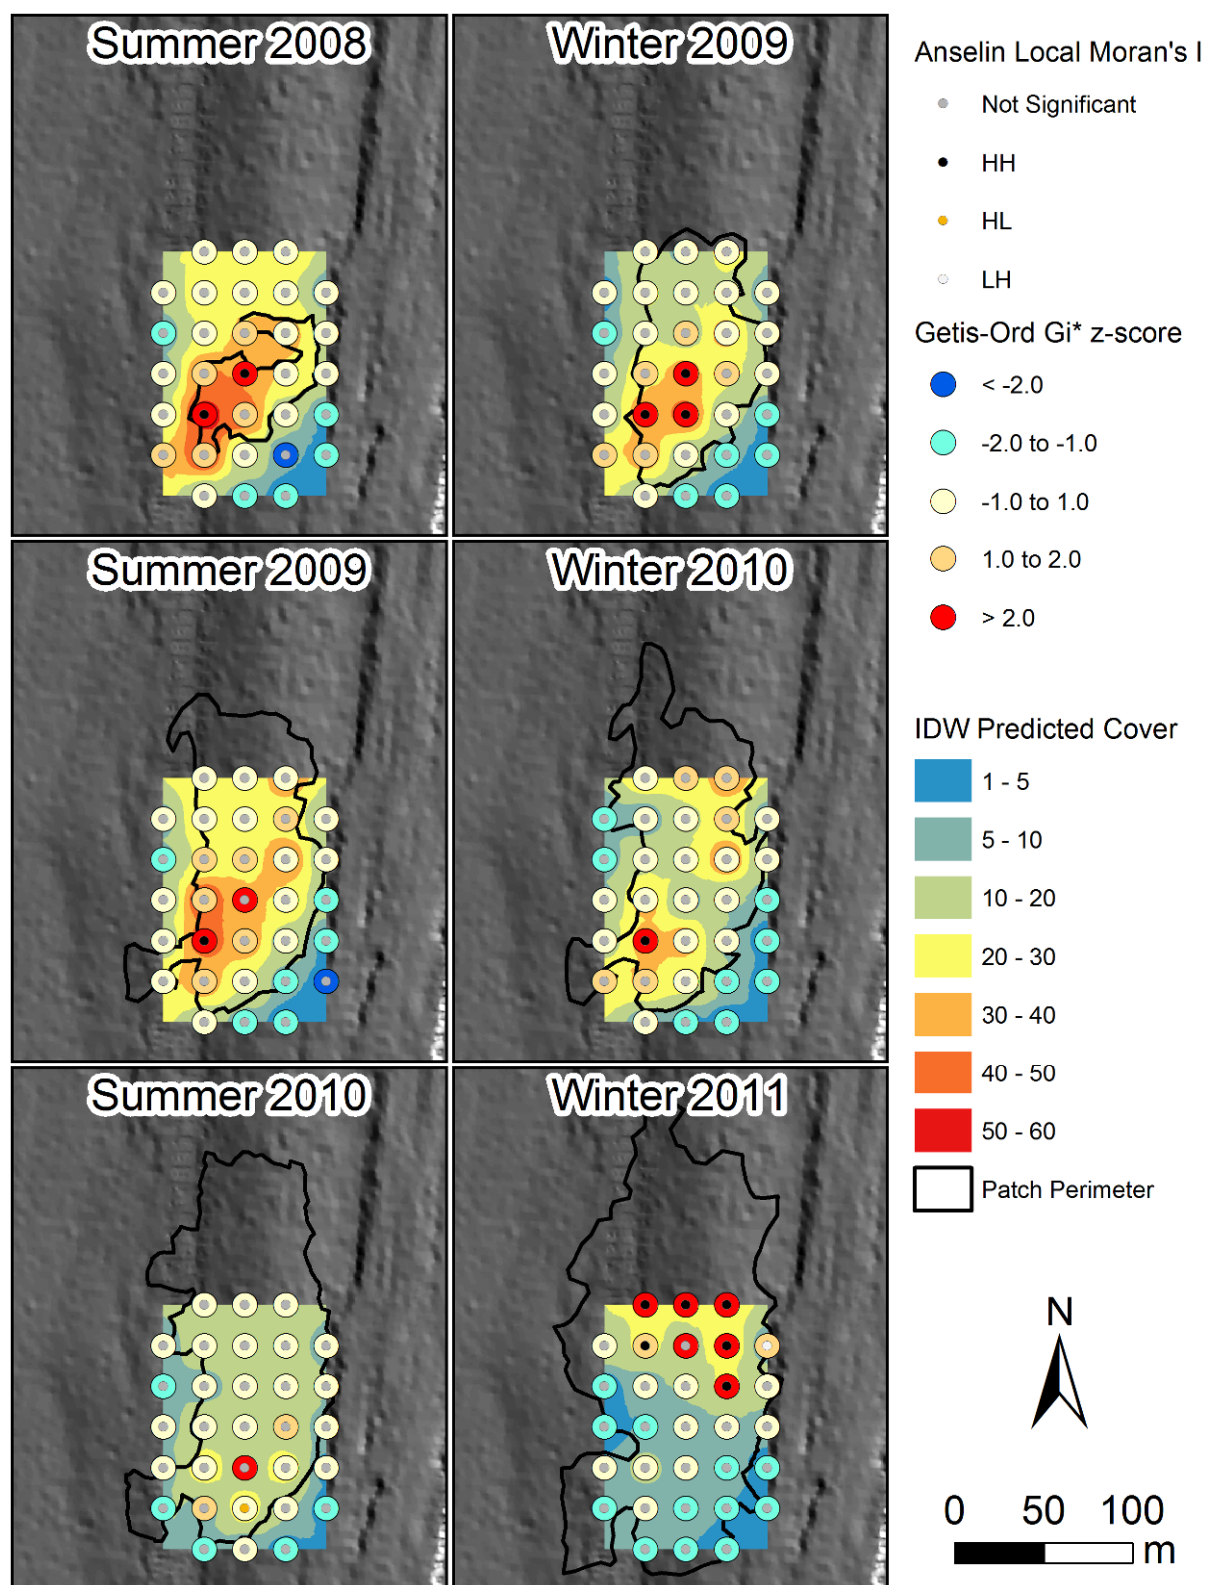 Summer 2008
Winter 2009
Summer 2009
Winter 2010
Summer 2010
Winter 2011
Anselin Local Moran's I
Not Significant
HH
HL
LH
Getis-Ord Gi* z-score
< -2.0
-2.0 to -1.0
-1.0 to 1.0
1.0 to 2.0
> 2.0
IDW Predicted Cover
1 - 5
5 - 10
10 - 20
20 - 30
30 - 40
40 - 50
50 - 60
Patch Perimeter
N
0 50 100
m